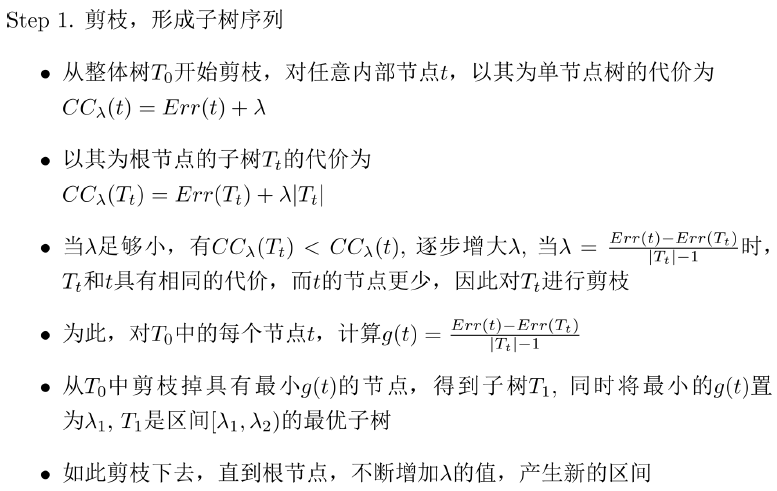 Step 1. 剪枝，形成子树序列
• 从整体树$T_0$开始剪枝，对任意内部节点$t$，以其为单节点树的代价为
$CC_\lambda(t) = Err(t) + \lambda$
• 以其为根节点的子树$T_t$的代价为
$CC_\lambda(T_t) = Err(T_t) + \lambda|T_t|$
• 当$\lambda$足够小，有$CC_\lambda(T_t) < CC_\lambda(t)$, 逐步增大$\lambda$, 当$\lambda = \frac{Err(t)-Err(T_t)}{|T_t|-1}$时，
$T_t$和$t$具有相同的代价，而$t$的节点更少，因此对$T_t$进行剪枝
• 为此，对$T_0$中的每个节点$t$，计算$g(t) = \frac{Err(t)-Err(T_t)}{|T_t|-1}$
• 从$T_0$中剪枝掉具有最小$g(t)$的节点，得到子树$T_1$, 同时将最小的$g(t)$置
为$\lambda_1$, $T_1$是区间$[\lambda_1, \lambda_2)$的最优子树
• 如此剪枝下去，直到根节点，不断增加$\lambda$的值，产生新的区间